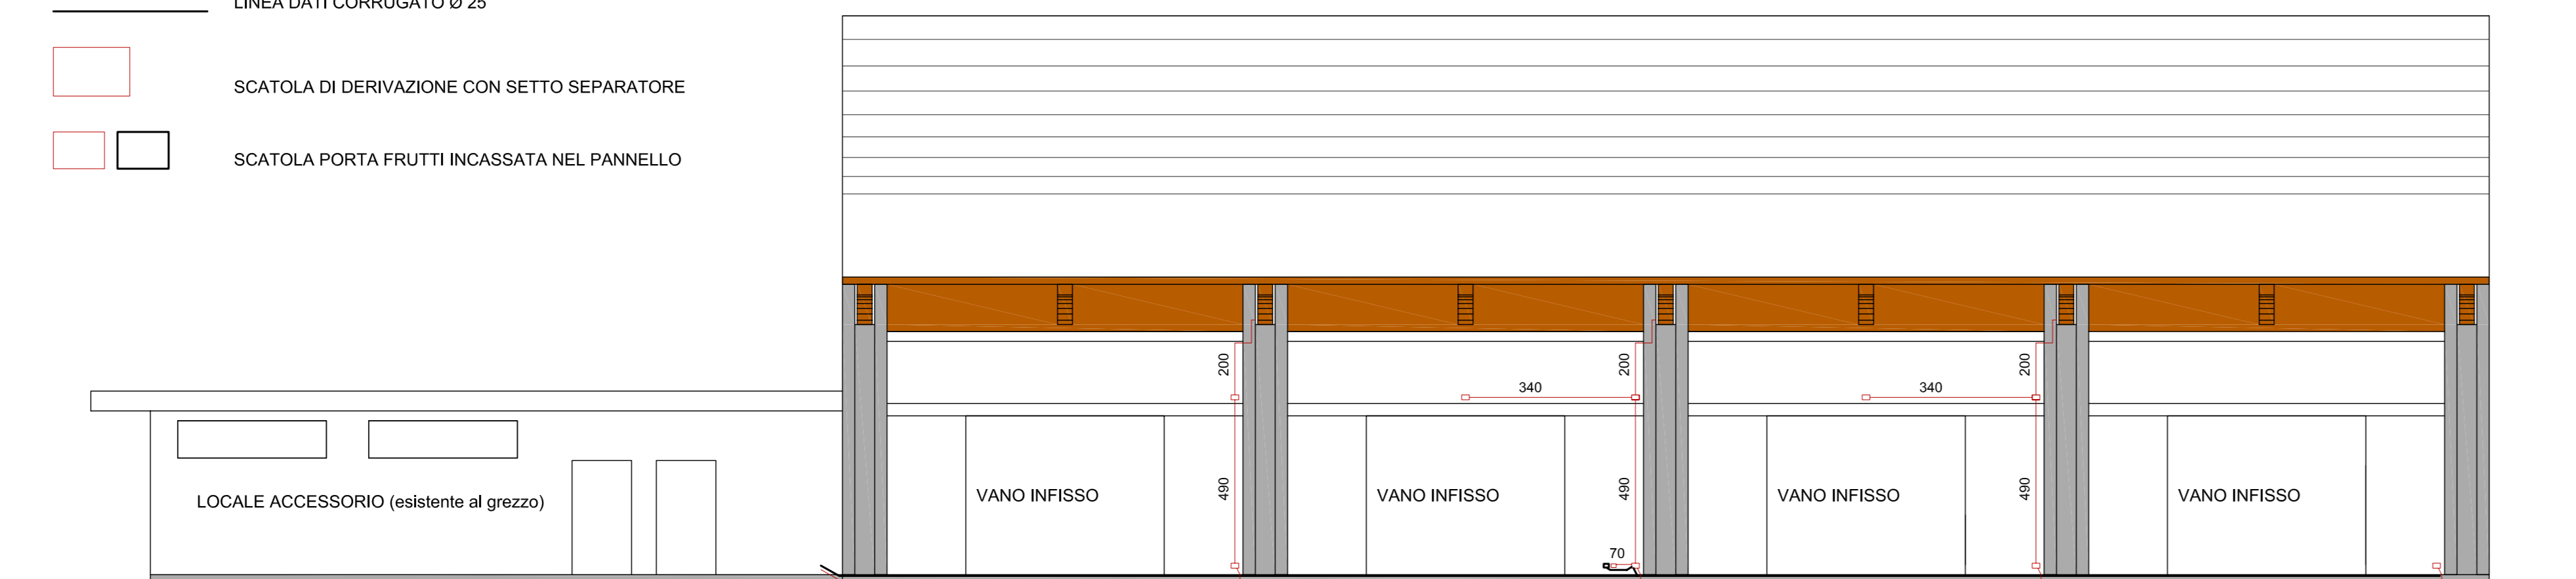 LINEA DATI CORRUGATO Ø 25
SCATOLA DI DERIVAZIONE CON SETTO SEPARATORE
SCATOLA PORTA FRUTTI INCASSATA NEL PANNELLO
200
200
200
340
340
490
490
490
LOCALE ACCESSORIO (esistente al grezzo)
VANO INFISSO
VANO INFISSO
VANO INFISSO
VANO INFISSO
70